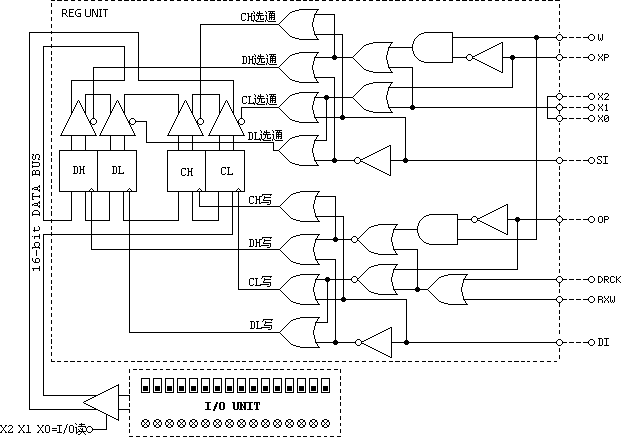 REG UNIT
CH选通
W
DH选通
XP
CL选通
X2
X1
X0
DL选通
SI
DH
DL
CH
CL
16-bit DATA BUS
CH写
OP
DH写
CL写
DRCK
RXW
DL写
DI
I/O UNIT
X2 X1 X0=I/O读